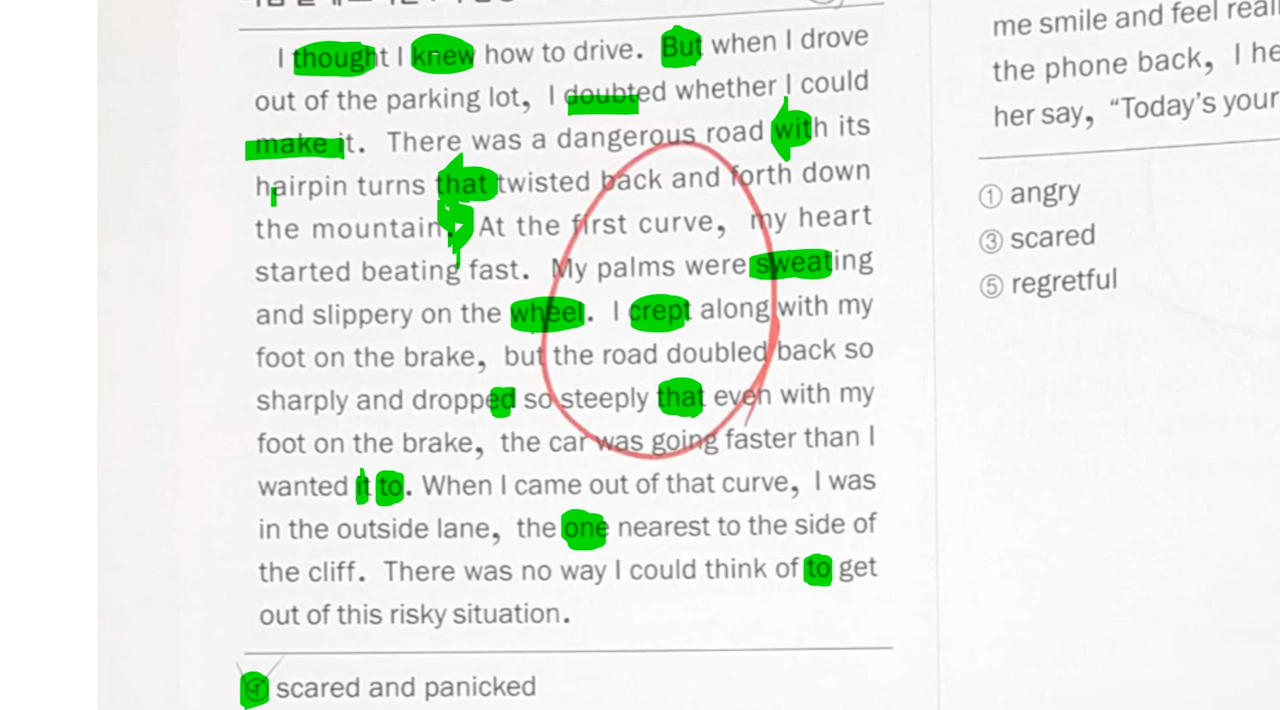 I thought I knew how to drive. But when I drove
out of the parking lot, I doubted whether I could
make it. There was a dangerous road with its
hairpin turns that twisted back and forth down
the mountain. At the first curve, my heart
started beating fast. My palms were sweating
and slippery on the wheel. I crept along with my
foot on the brake, but the road doubled back so
sharply and dropped so steeply that even with my
foot on the brake, the car was going faster than I
wanted it to. When I came out of that curve, I was
in the outside lane, the one nearest to the side of
the cliff. There was no way I could think of to get
out of this risky situation.
scared and panicked
me smile and feel
the phone back, I
her say, “Today’s your
① angry
③ scared
⑤ regretful